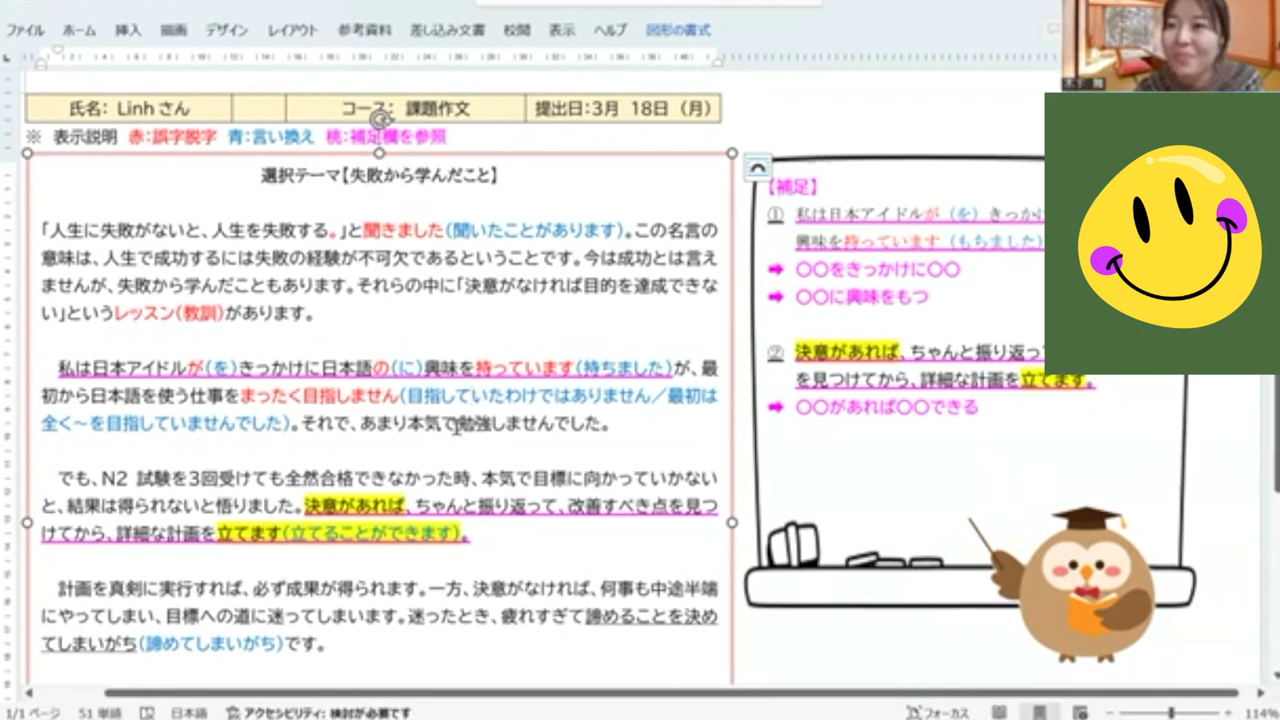 ファイル ホーム 挿入 描画 デザイン レイアウト 参考資料 差し込み文書 校閲 表示 ヘルプ 図形の書式
氏名：Linhさん コース：課題作文 提出日：3月 18日（月）
※ 表示説明 赤：誤字脱字 青：言い換え 桃：補足欄を参照
選択テーマ【失敗から学んだこと】
「人生に失敗がないと、人生を失敗する。」と聞きました（聞いたことがあります）。この名言の
意味は、人生で成功するには失敗の経験が不可欠であるということです。今は成功とは言え
ませんが、失敗から学んだこともあります。それらの中に「決意がなければ目的を達成できな
い」というレッスン（教訓）があります。
私は日本アイドルが（を）きっかけに日本語の（に）興味を持っています（持ちました）が、最
初から日本語を使う仕事をまったく目指しません（目指していたわけではありません／最初は
全く～を目指していませんでした）。それで、あまり本気で勉強しませんでした。
でも、N2 試験を3回受けても全然合格できなかった時、本気で目標に向かっていかない
と、結果は得られないと悟りました。決意があれば、ちゃんと振り返って、改善すべき点を見つ
けてから、詳細な計画を立てます（立てることができます）。
計画を真剣に実行すれば、必ず成果が得られます。一方、決意がなければ、何事も中途半端
にやってしまい、目標への道に迷ってしまいます。迷ったとき、疲れすぎて諦めることを決め
てしまいがち（諦めてしまいがち）です。
【補足】
① 私は日本アイドルが（を）きっか
興味を持っています（もちました）
➡ 〇〇をきっかけに〇〇
➡ 〇〇に興味をもつ
② 決意があれば、ちゃんと振り返っ
を見つけてから、詳細な計画を立てます。
➡ 〇〇があれば〇〇できる
1/1 ページ 51 単語 日本語 アクセシビリティ: 検討が必要です フォーカス 114%